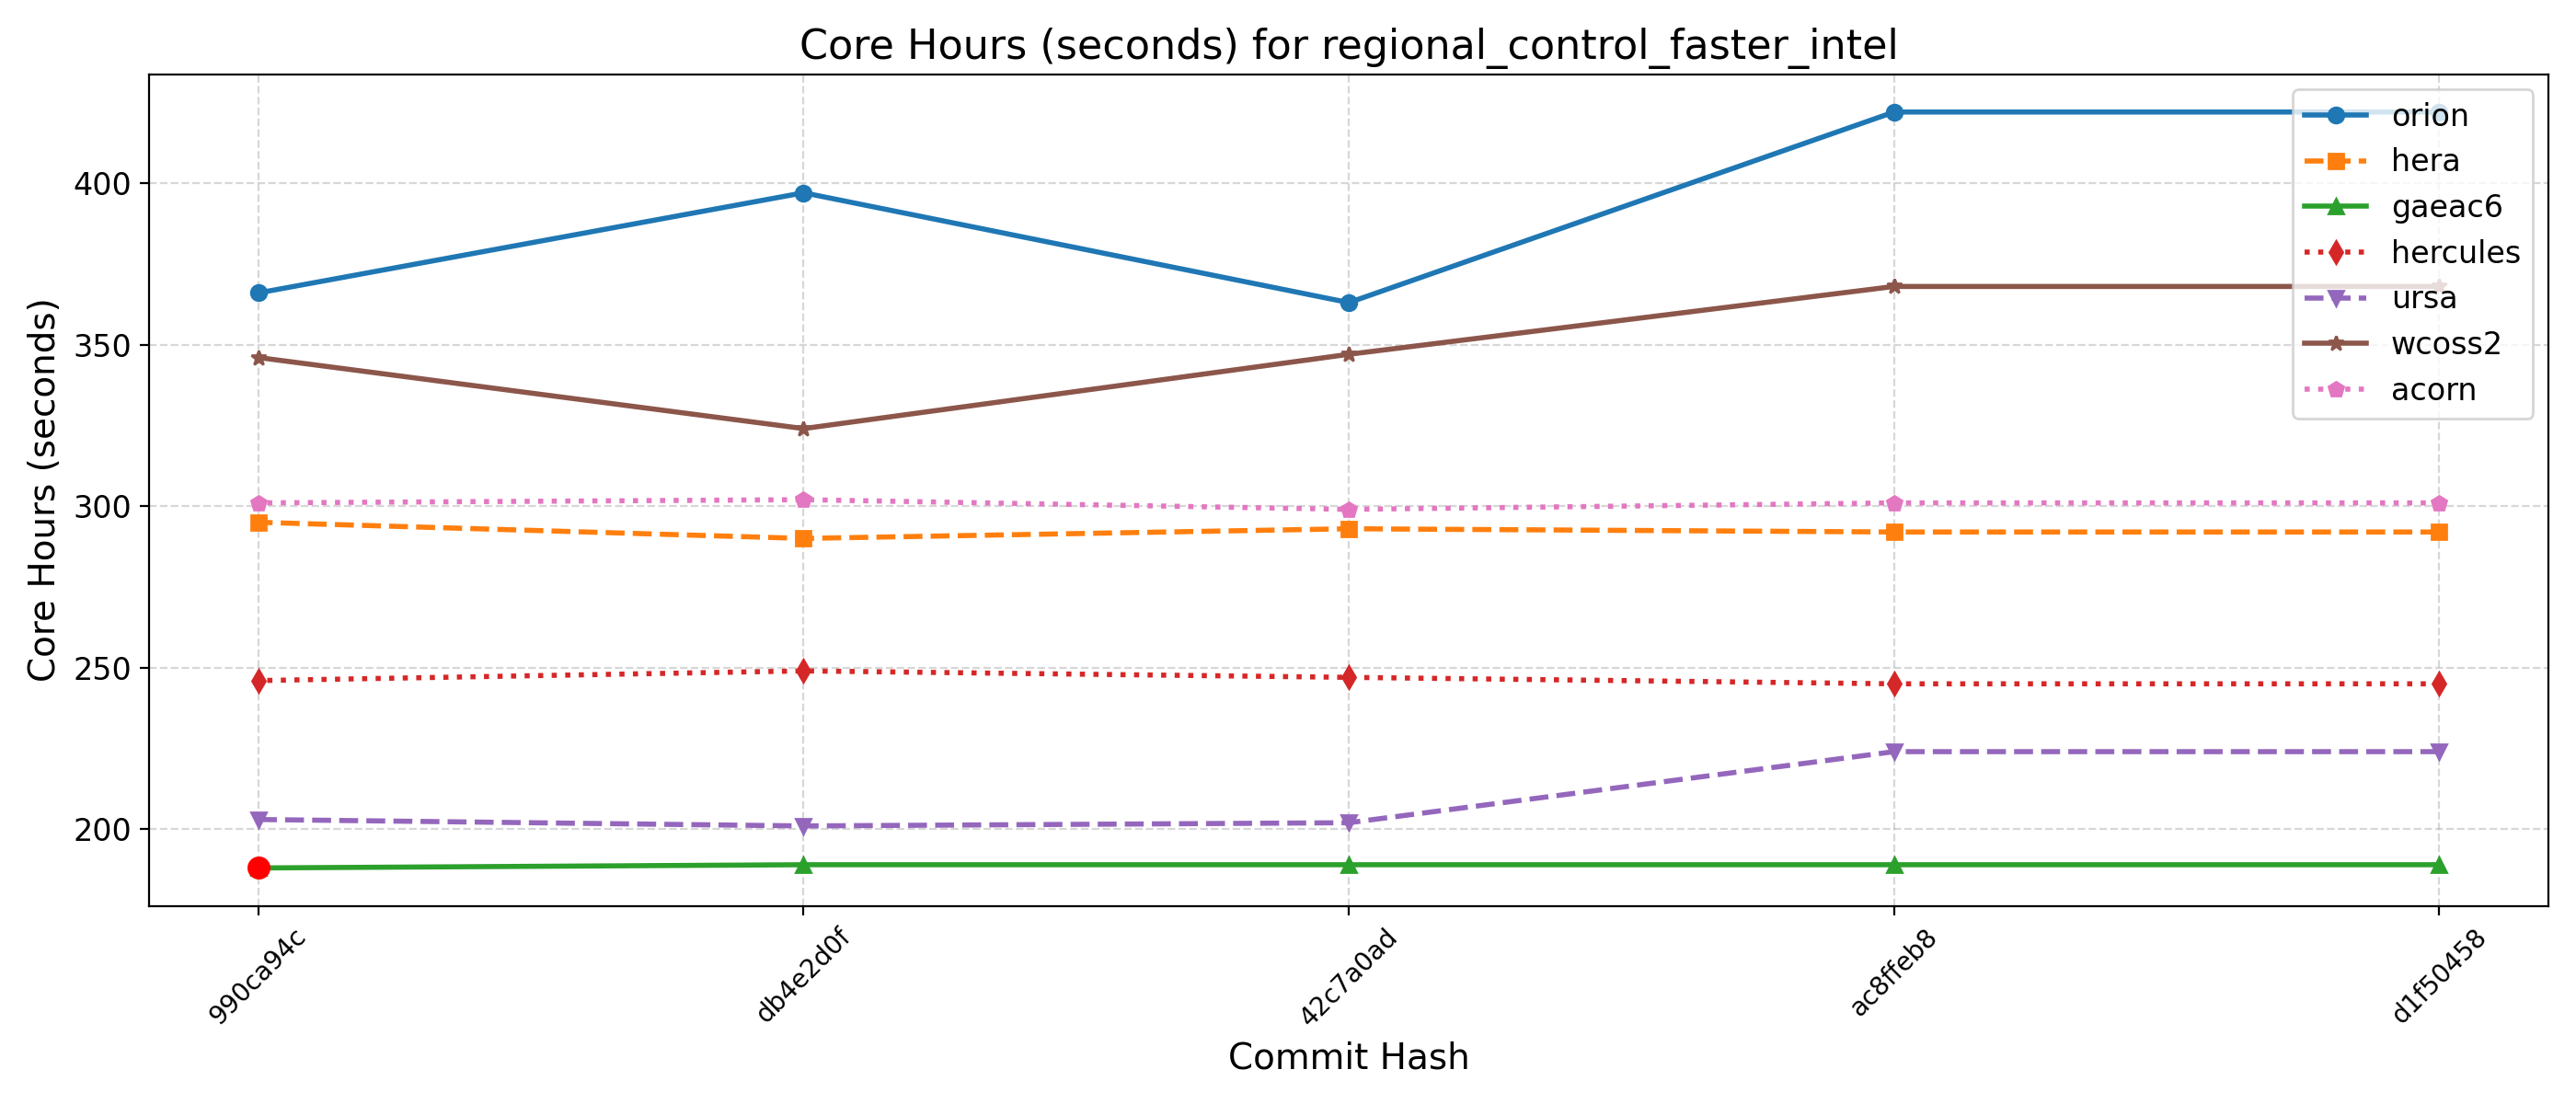 Core Hours (seconds) for regional_control_faster_intel
Core Hours (seconds)
400
350
300
250
200
orion
hera
gaeac6
hercules
ursa
wcoss2
acorn
990ca94c
db4e2d0f
42c7a0ad
ac8ffeb8
d1f50458
Commit Hash